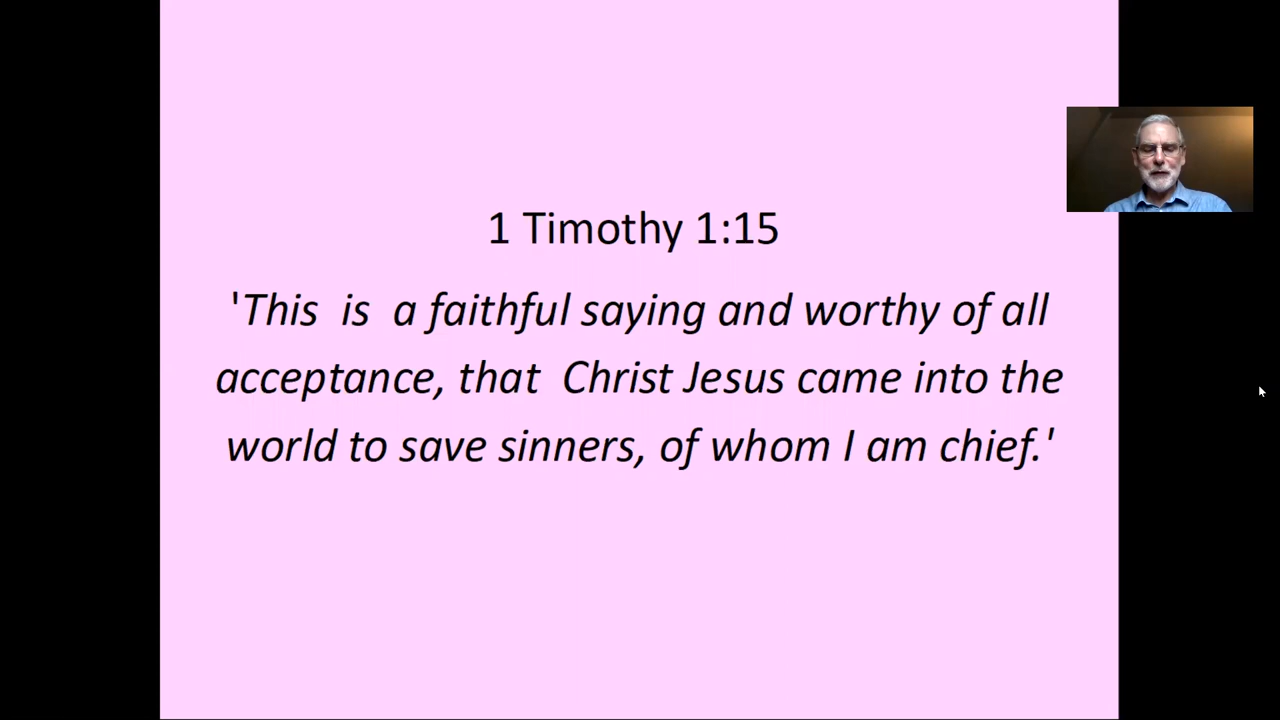 1 Timothy 1:15
'This is a faithful saying and worthy of all
acceptance, that Christ Jesus came into the
world to save sinners, of whom I am chief.'